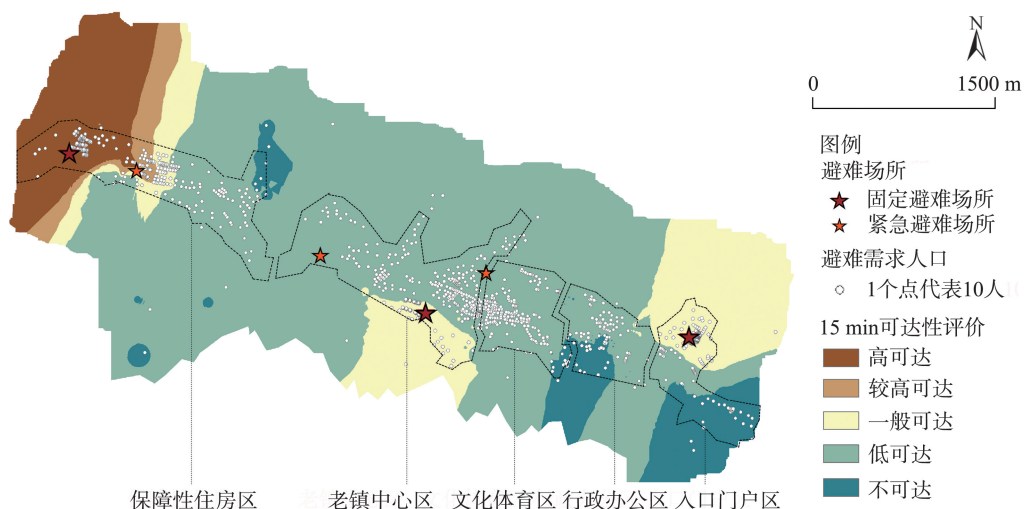 N
0 1500 m
图例
避难场所
固定避难场所
紧急避难场所
避难需求人口
1个点代表10人
15 min可达性评价
高可达
较高可达
一般可达
低可达
不可达
保障性住房区 老镇中心区 文化体育区 行政办公区 入口门户区